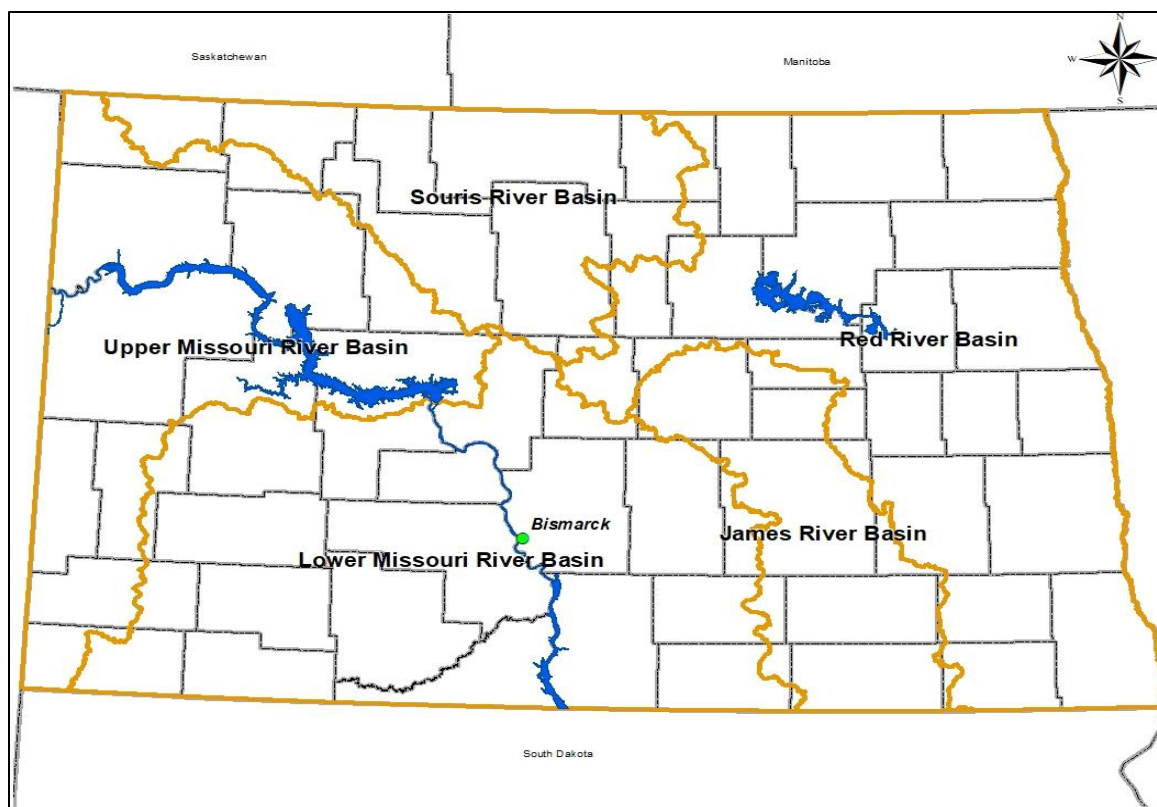 N
Saskatchewan
Manitoba
W
S
Souris River Basin
Red River Basin
Upper Missouri River Basin
Bismarck
James River Basin
Lower Missouri River Basin
South Dakota